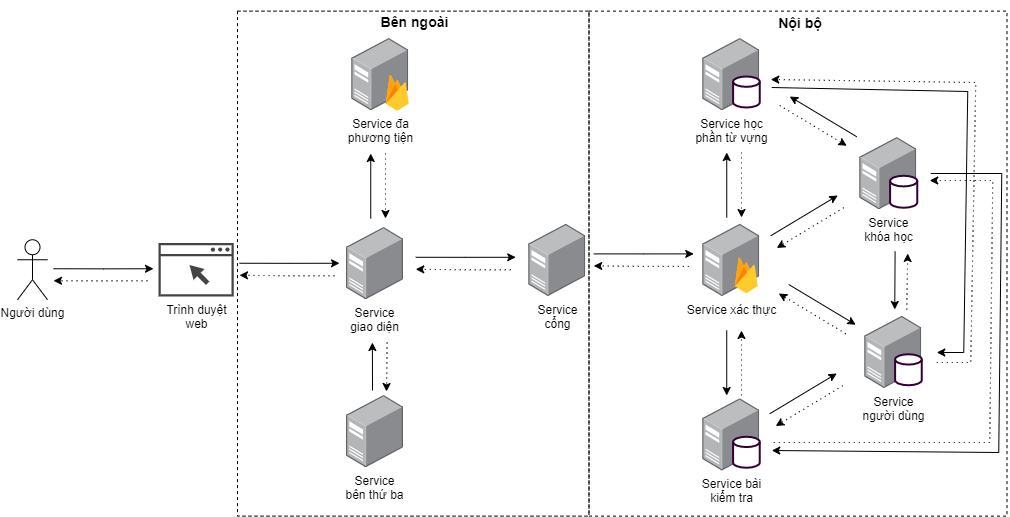 Bên ngoài
Nội bộ
Service đa
phương tiện
Service học
phần từ vựng
Service
khóa học
Người dùng
Trình duyệt
web
Service
giao diện
Service
cổng
Service xác thực
Service
người dùng
Service
bên thứ ba
Service bài
kiểm tra